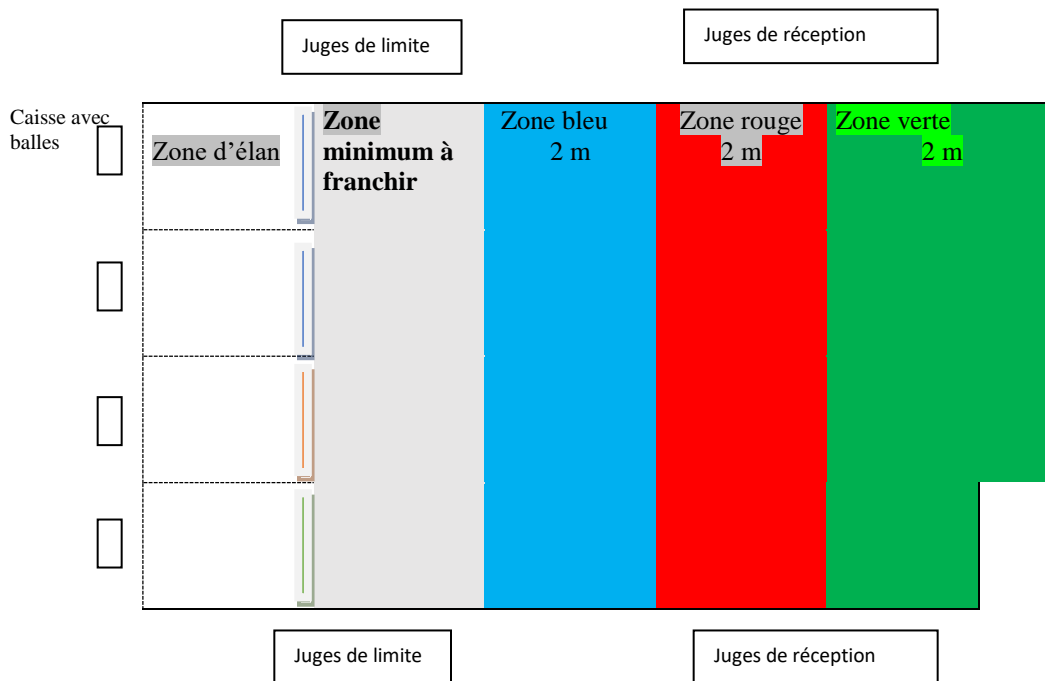 Juges de limite
Juges de réception
Caisse avec
balles
Zone d’élan
Zone
minimum à
franchir
Zone bleu
2 m
Zone rouge
2 m
Zone verte
2 m
Juges de limite
Juges de réception